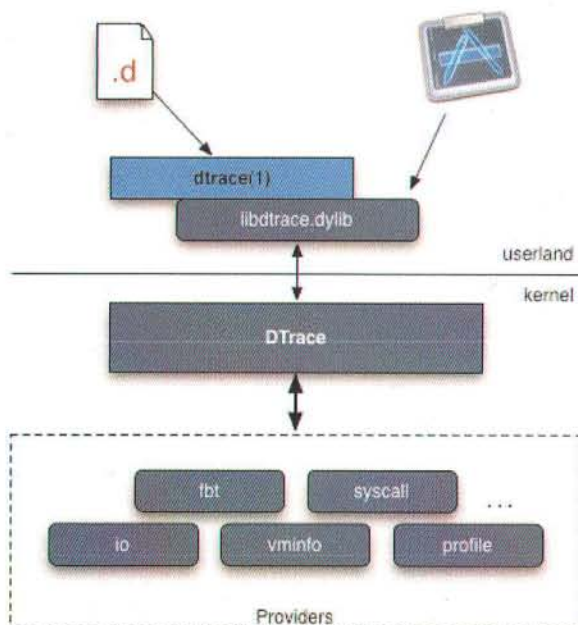 .d
dtrace(1)
libdtrace.dylib
userland
kernel
DTrace
fbt
syscall
...
io
vminfo
profile
Providers